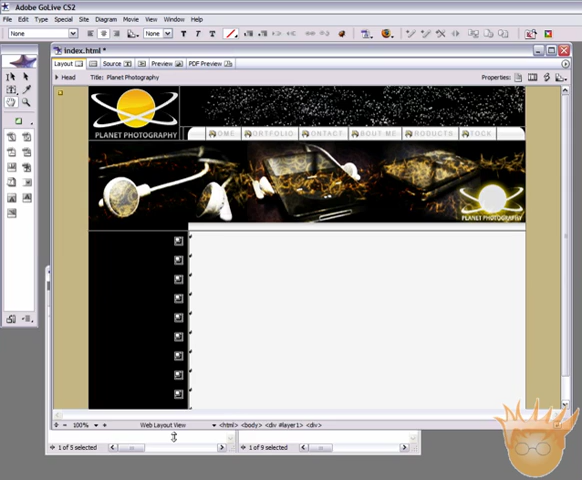 Adobe GoLive CS2
File Edit Type Special Site Diagram Movie View Window Help
None None
index.html *
Layout Source Preview PDF Preview
Head Title: Planet Photography Properties:
PLANET PHOTOGRAPHY
HOME PORTFOLIO CONTACT ABOUT ME PRODUCTS STOCK
PLANET PHOTOGRAPHY
100% Web Layout View <html> <body> <div #layer1> <div>
1 of 5 selected 1 of 9 selected